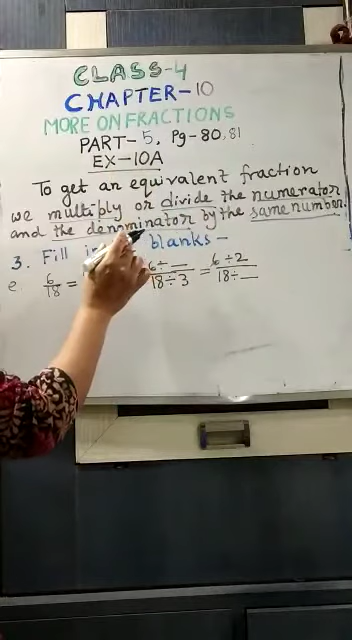 CLASS-4
CHAPTER-10
MORE ON FRACTIONS
PART-5, Pg-80,81
EX-10A
To get an equivalent fraction
we multiply or divide the numerator
and the denominator by the same number.
3. Fill in blanks-
e 6/18 = 6÷__/18÷3 = 6÷2/18÷__